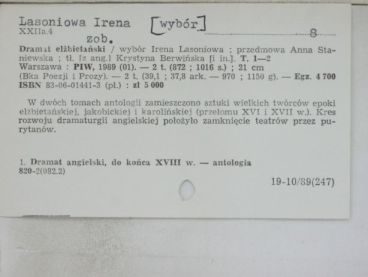 Lasoniowa Irena [wybór]
XXIIa.4 8
zob.
Dramat elżbietański / wybór Irena Lasoniowa ; przedmowa Anna Sta-
niewska ; tł. [z ang.] Krystyna Berwińska [i in.]. T. 1—2
Warszawa : PIW, 1989 (01). — 2 t. (872 ; 1016 s.) ; 21 cm
(Bka Poezji i Prozy). — 2 t. (39,1 ; 37,8 ark. — 970 ; 1150 g). — Egz. 4 700
ISBN 83-06-01441-3 (pl.) : zł 5 000
W dwóch tomach antologii zamieszczono sztuki wielkich twórców epoki
elżbietańskiej, jakobickiej i karolińskiej (przełomu XVI i XVII w.). Kres
rozwoju dramaturgii angielskiej położyło zamknięcie teatrów przez pu-
rytanów.
1. Dramat angielski, do końca XVIII w. — antologia
820-2(082.2)
19-10/89(247)